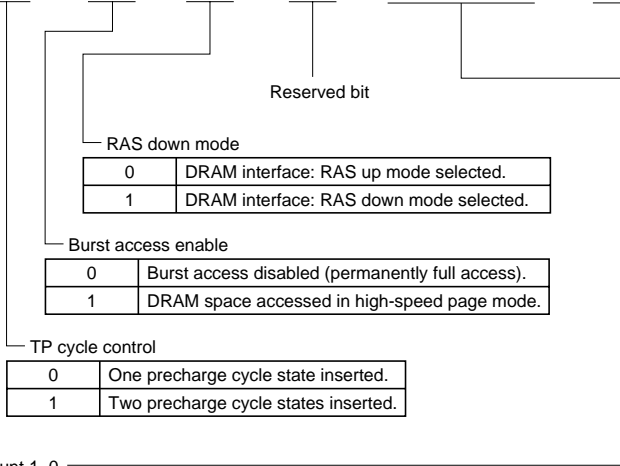 Reserved bit
RAS down mode
0 DRAM interface: RAS up mode selected.
1 DRAM interface: RAS down mode selected.
Burst access enable
0 Burst access disabled (permanently full access).
1 DRAM space accessed in high-speed page mode.
TP cycle control
0 One precharge cycle state inserted.
1 Two precharge cycle states inserted.
1, 0